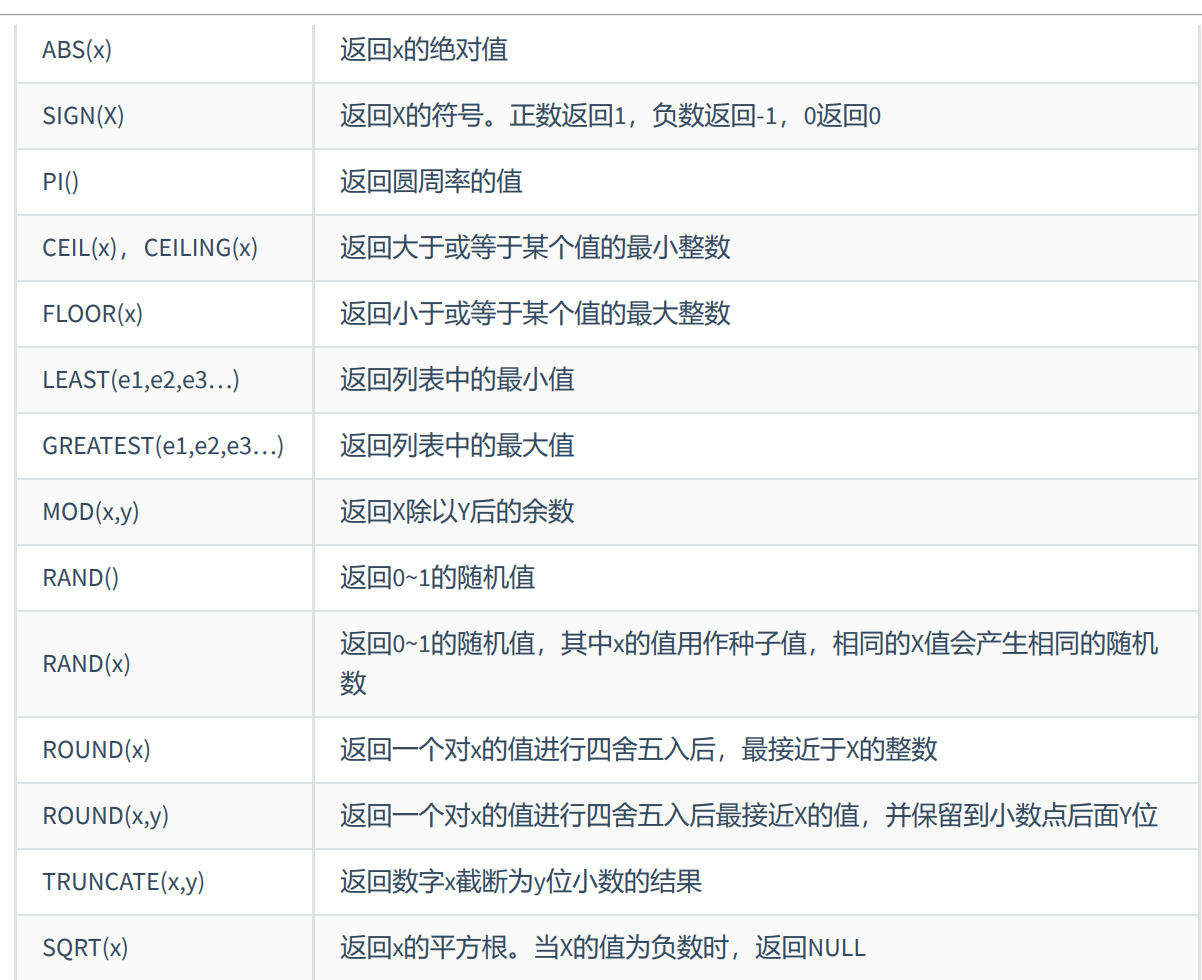 ABS(x) 返回x的绝对值
SIGN(X) 返回X的符号。正数返回1，负数返回-1，0返回0
PI() 返回圆周率的值
CEIL(x)，CEILING(x) 返回大于或等于某个值的最小整数
FLOOR(x) 返回小于或等于某个值的最大整数
LEAST(e1,e2,e3…) 返回列表中的最小值
GREATEST(e1,e2,e3…) 返回列表中的最大值
MOD(x,y) 返回X除以Y后的余数
RAND() 返回0~1的随机值
RAND(x) 返回0~1的随机值，其中x的值用作种子值，相同的X值会产生相同的随机
数
ROUND(x) 返回一个对x的值进行四舍五入后，最接近于X的整数
ROUND(x,y) 返回一个对x的值进行四舍五入后最接近X的值，并保留到小数点后面Y位
TRUNCATE(x,y) 返回数字x截断为y位小数的结果
SQRT(x) 返回x的平方根。当X的值为负数时，返回NULL